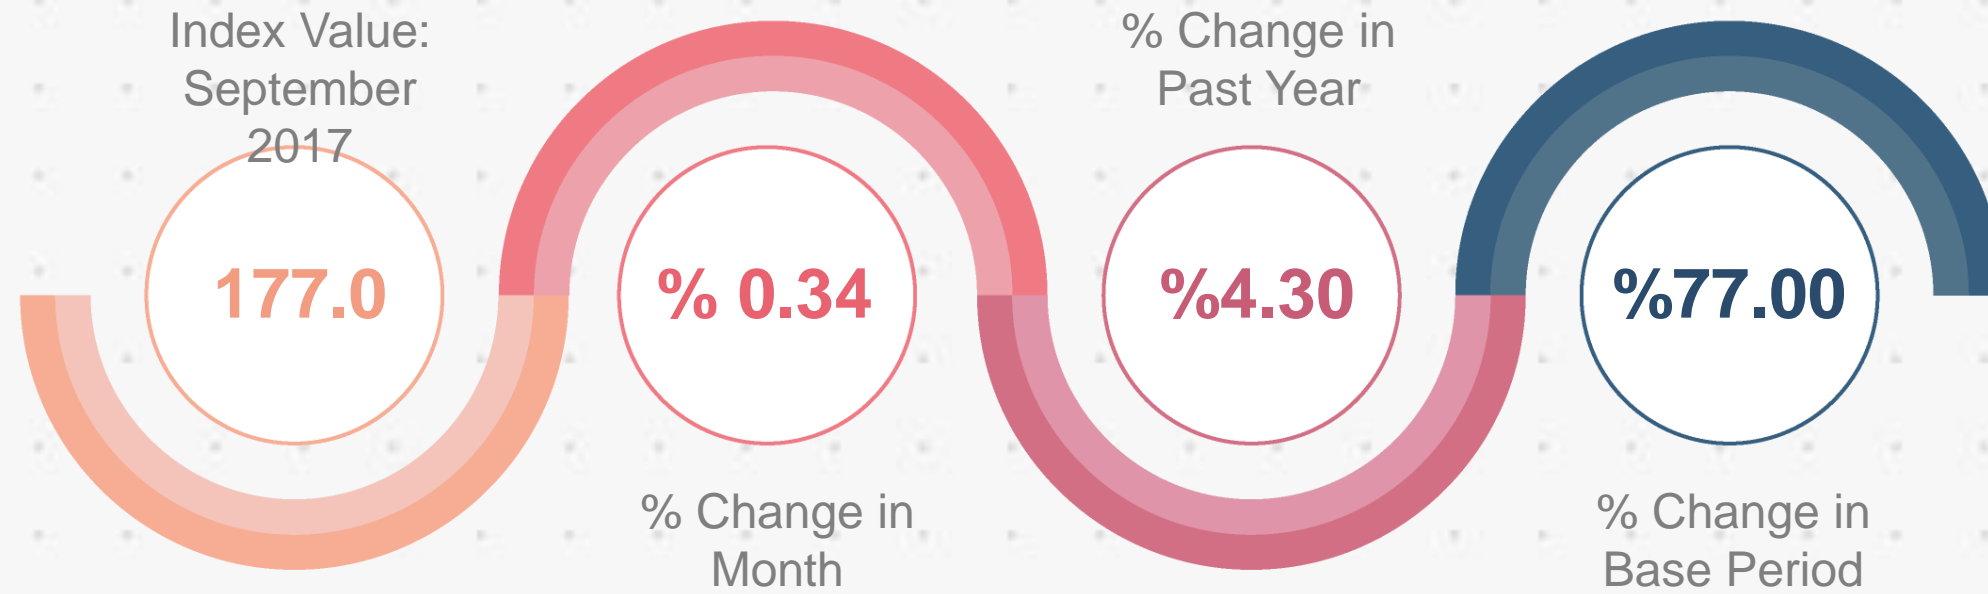 Index Value:
September
2017
177.0
% 0.34
% Change in
Month
% Change in
Past Year
%4.30
%77.00
% Change in
Base Period